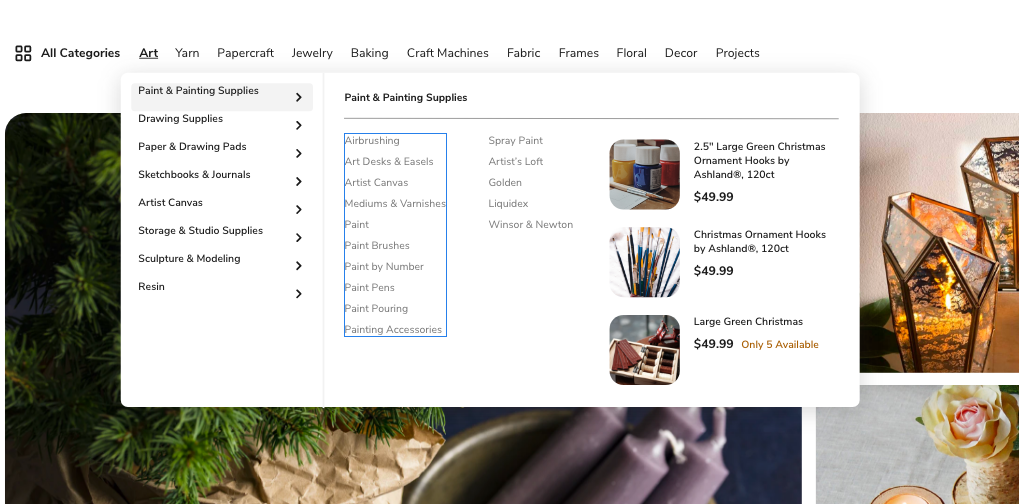 All Categories Art Yarn Papercraft Jewelry Baking Craft Machines Fabric Frames Floral Decor Projects
Paint & Painting Supplies
Drawing Supplies
Paper & Drawing Pads
Sketchbooks & Journals
Artist Canvas
Storage & Studio Supplies
Sculpture & Modeling
Resin
Paint & Painting Supplies
Airbrushing
Art Desks & Easels
Artist Canvas
Mediums & Varnishes
Paint
Paint Brushes
Paint by Number
Paint Pens
Paint Pouring
Painting Accessories
Spray Paint
Artist's Loft
Golden
Liquidex
Winsor & Newton
2.5" Large Green Christmas
Ornament Hooks by
Ashland®, 120ct
$49.99
Christmas Ornament Hooks
by Ashland®, 120ct
$49.99
Large Green Christmas
$49.99 Only 5 Available